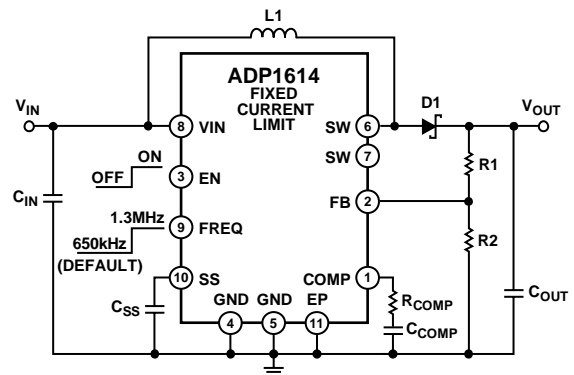 L1
ADP1614
FIXED
CURRENT
LIMIT
VIN
8 VIN
SW 6
D1
VOUT
SW 7
R1
ON
OFF
3 EN
CIN
FB 2
1.3MHz
650kHz
(DEFAULT)
9 FREQ
R2
10 SS
COMP 1
CSS
GND GND EP
4 5 11
RCOMP
CCOMP
COUT